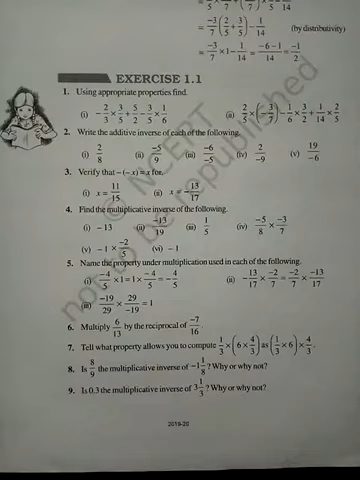 = -3/7 (2/5 + 3/5) - 1/14 (by distributivity)
= -3/7 × 1 - 1/14 = (-6-1)/14 = -1/2
EXERCISE 1.1
1. Using appropriate properties find.
(i) -2/3 × 3/5 + 5/2 - 3/5 × 1/6 (ii) 2/5 × (-3/7) - 1/6 × 3/2 + 1/14 × 2/5
2. Write the additive inverse of each of the following.
(i) 2/8 (ii) -5/9 (iii) -6/-5 (iv) 2/-9 (v) 19/-6
3. Verify that -(-x) = x for.
(i) x = 11/15 (ii) x = -13/17
4. Find the multiplicative inverse of the following.
(i) -13 (ii) -13/19 (iii) 1/5 (iv) -5/8 × -3/7
(v) -1 × -2/5 (vi) -1
5. Name the property under multiplication used in each of the following.
(i) -4/5 × 1 = 1 × -4/5 = -4/5 (ii) -13/17 × -2/7 = -2/7 × -13/17
(iii) -19/29 × 29/-19 = 1
6. Multiply 6/13 by the reciprocal of -7/16.
7. Tell what property allows you to compute 1/3 × (6 × 4/3) as (1/3 × 6) × 4/3.
8. Is 8/9 the multiplicative inverse of -1 1/8? Why or why not?
9. Is 0.3 the multiplicative inverse of 3 1/3? Why or why not?
2019-20
© NCERT
not to be republished